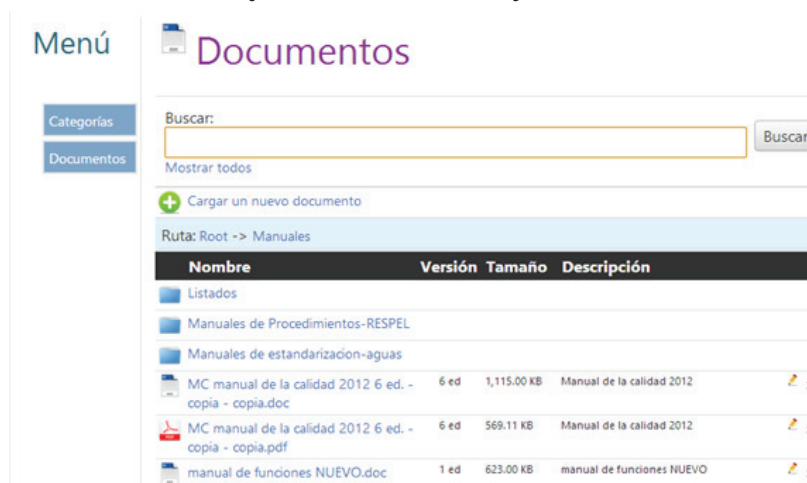 Menú
Documentos
Categorías
Documentos
Buscar:
Buscar
Mostrar todos
Cargar un nuevo documento
Ruta: Root -> Manuales
Nombre Versión Tamaño Descripción
Listados
Manuales de Procedimientos-RESPEL
Manuales de estandarizacion-aguas
MC manual de la calidad 2012 6 ed. - 6 ed 1,115.00 KB Manual de la calidad 2012
copia - copia.doc
MC manual de la calidad 2012 6 ed. - 6 ed 569.11 KB Manual de la calidad 2012
copia - copia.pdf
manual de funciones NUEVO.doc 1 ed 623.00 KB manual de funciones NUEVO